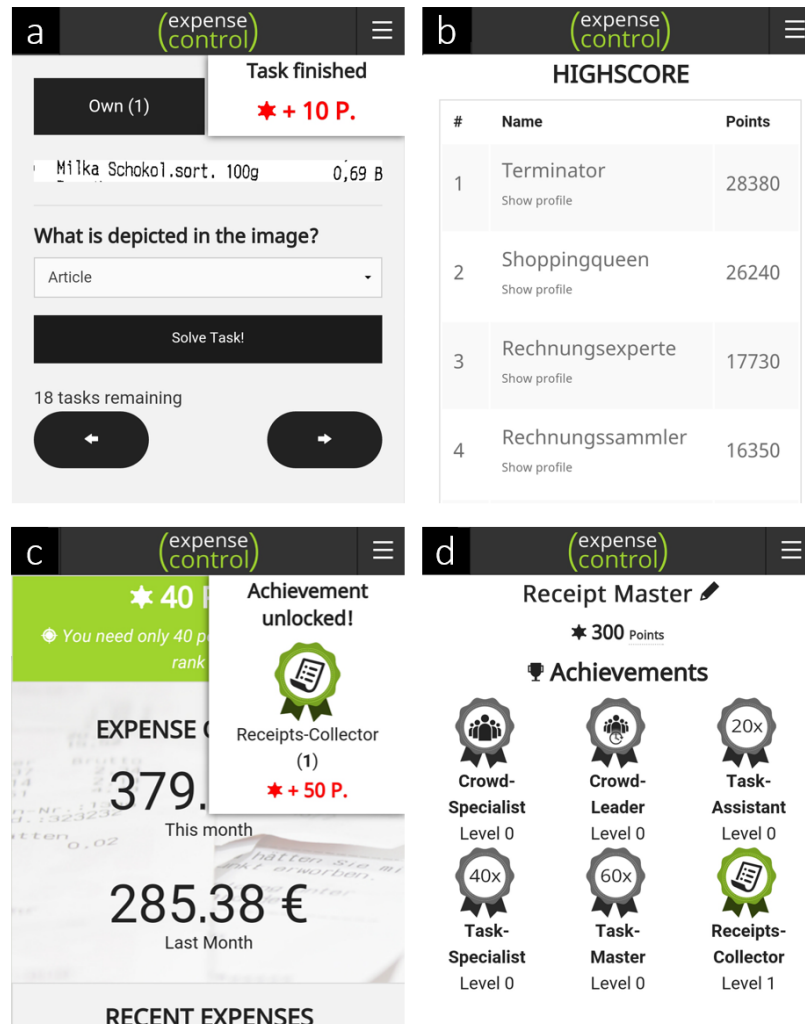 a
(expense
control)
Own (1)
Task finished
+ 10 P.
Milka Schokol.sort. 100g 0,69 B
What is depicted in the image?
Article
Solve Task!
18 tasks remaining
b
(expense
control)
HIGHSCORE
# Name Points
1 Terminator 28380
Show profile
2 Shoppingqueen 26240
Show profile
3 Rechnungsexperte 17730
Show profile
4 Rechnungssammler 16350
Show profile
c
(expense
control)
40
You need only 40
rank
Achievement
unlocked!
Receipts-Collector
(1)
+ 50 P.
EXPENSE
379.
This month
hätten Sie
erworben.
0.02
285.38 €
Last Month
RECENT EXPENSES
d
(expense
control)
Receipt Master
300 Points
Achievements
20x
Crowd- Crowd- Task-
Specialist Leader Assistant
Level 0 Level 0 Level 0
40x 60x
Task- Task- Receipts-
Specialist Master Collector
Level 0 Level 0 Level 1